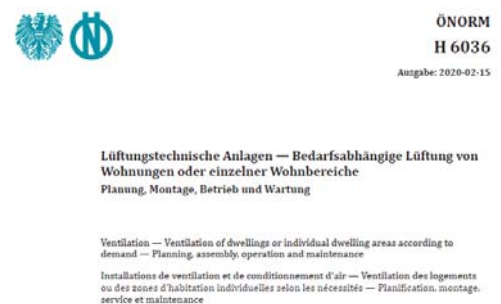 ÖNORM
H 6036
Ausgabe: 2020-02-15
Lüftungstechnische Anlagen — Bedarfsabhängige Lüftung von
Wohnungen oder einzelner Wohnbereiche
Planung, Montage, Betrieb und Wartung
Ventilation — Ventilation of dwellings or individual dwelling areas according to
demand — Planning, assembly, operation and maintenance
Installations de ventilation et de conditionnement d'air — Ventilation des logements
ou des zones d'habitation individuelles selon les nécessités — Planification, montage,
service et maintenance